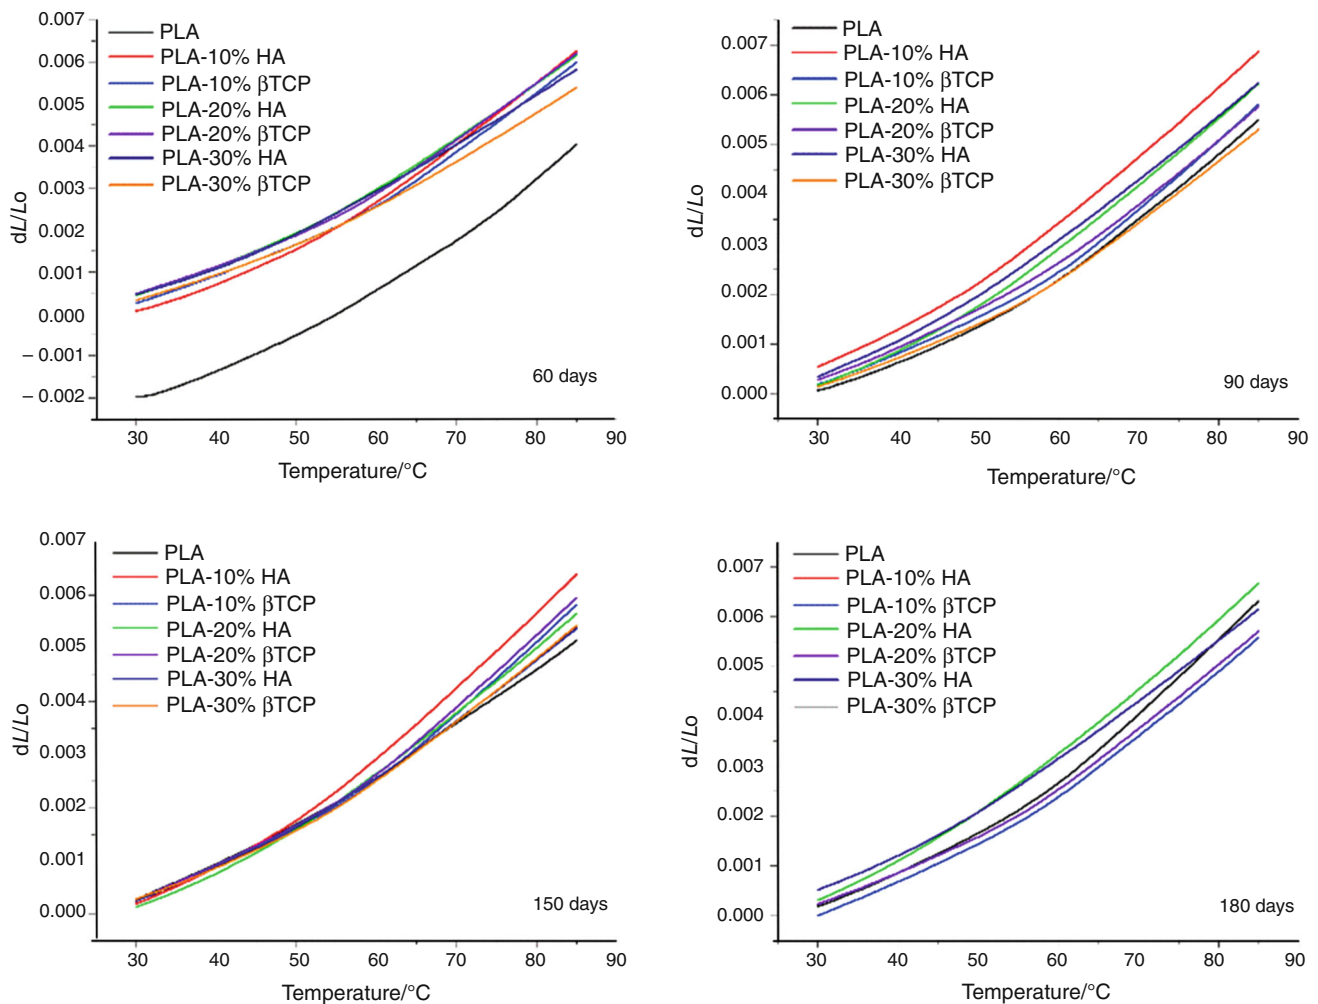 0.007
0.006
0.005
0.004
0.003
0.002
0.001
0.000
– 0.001
– 0.002
dL/Lo
PLA
PLA-10% HA
PLA-10% βTCP
PLA-20% HA
PLA-20% βTCP
PLA-30% HA
PLA-30% βTCP
60 days
30 40 50 60 70 80 90
Temperature/°C
0.007
0.006
0.005
0.004
0.003
0.002
0.001
0.000
dL/Lo
PLA
PLA-10% HA
PLA-10% βTCP
PLA-20% HA
PLA-20% βTCP
PLA-30% HA
PLA-30% βTCP
90 days
30 40 50 60 70 80 90
Temperature/°C
0.007
0.006
0.005
0.004
0.003
0.002
0.001
0.000
dL/Lo
PLA
PLA-10% HA
PLA-10% βTCP
PLA-20% HA
PLA-20% βTCP
PLA-30% HA
PLA-30% βTCP
150 days
30 40 50 60 70 80 90
Temperature/°C
0.007
0.006
0.005
0.004
0.003
0.002
0.001
0.000
dL/Lo
PLA
PLA-10% HA
PLA-10% βTCP
PLA-20% HA
PLA-20% βTCP
PLA-30% HA
PLA-30% βTCP
180 days
30 40 50 60 70 80 90
Temperature/°C